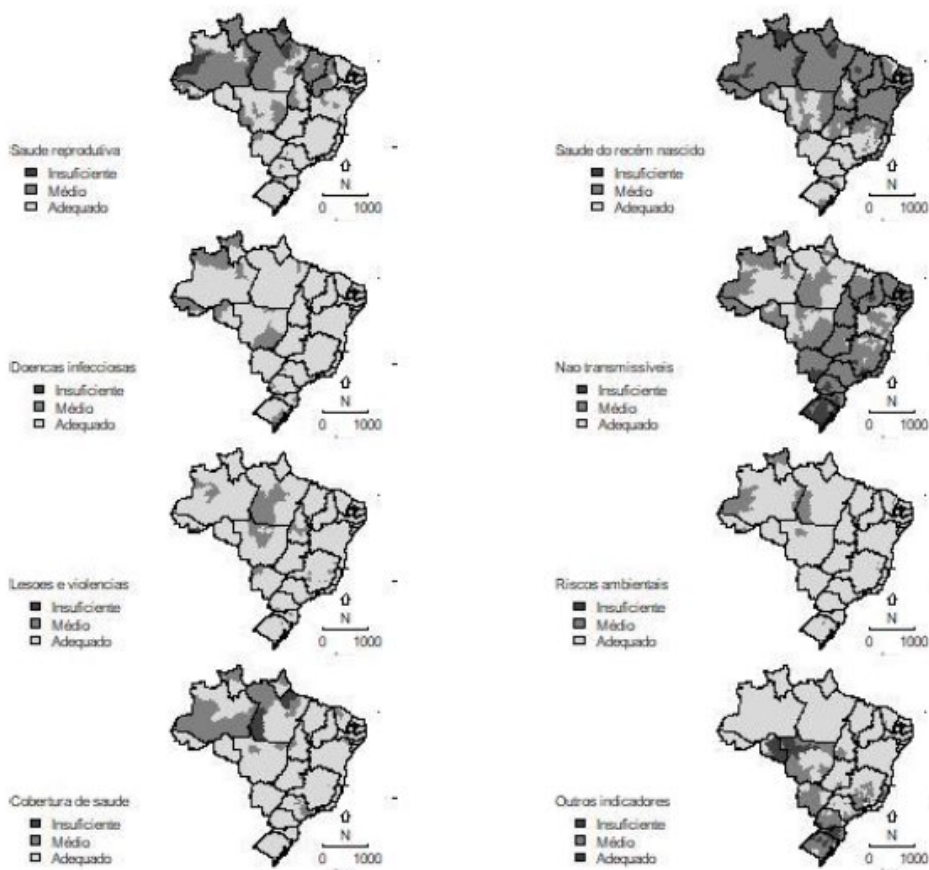 Saude reprodutiva
Insuficiente
Médio
Adequado
N
0 1000
Saude do recém nascido
Insuficiente
Médio
Adequado
N
0 1000
Doencas infecciosas
Insuficiente
Médio
Adequado
N
0 1000
Nao transmissíveis
Insuficiente
Médio
Adequado
N
0 1000
Lesoes e violencias
Insuficiente
Médio
Adequado
N
0 1000
Riscos ambientais
Insuficiente
Médio
Adequado
N
0 1000
Cobertura de saude
Insuficiente
Médio
Adequado
N
0 1000
Outros indicadores
Insuficiente
Médio
Adequado
N
0 1000